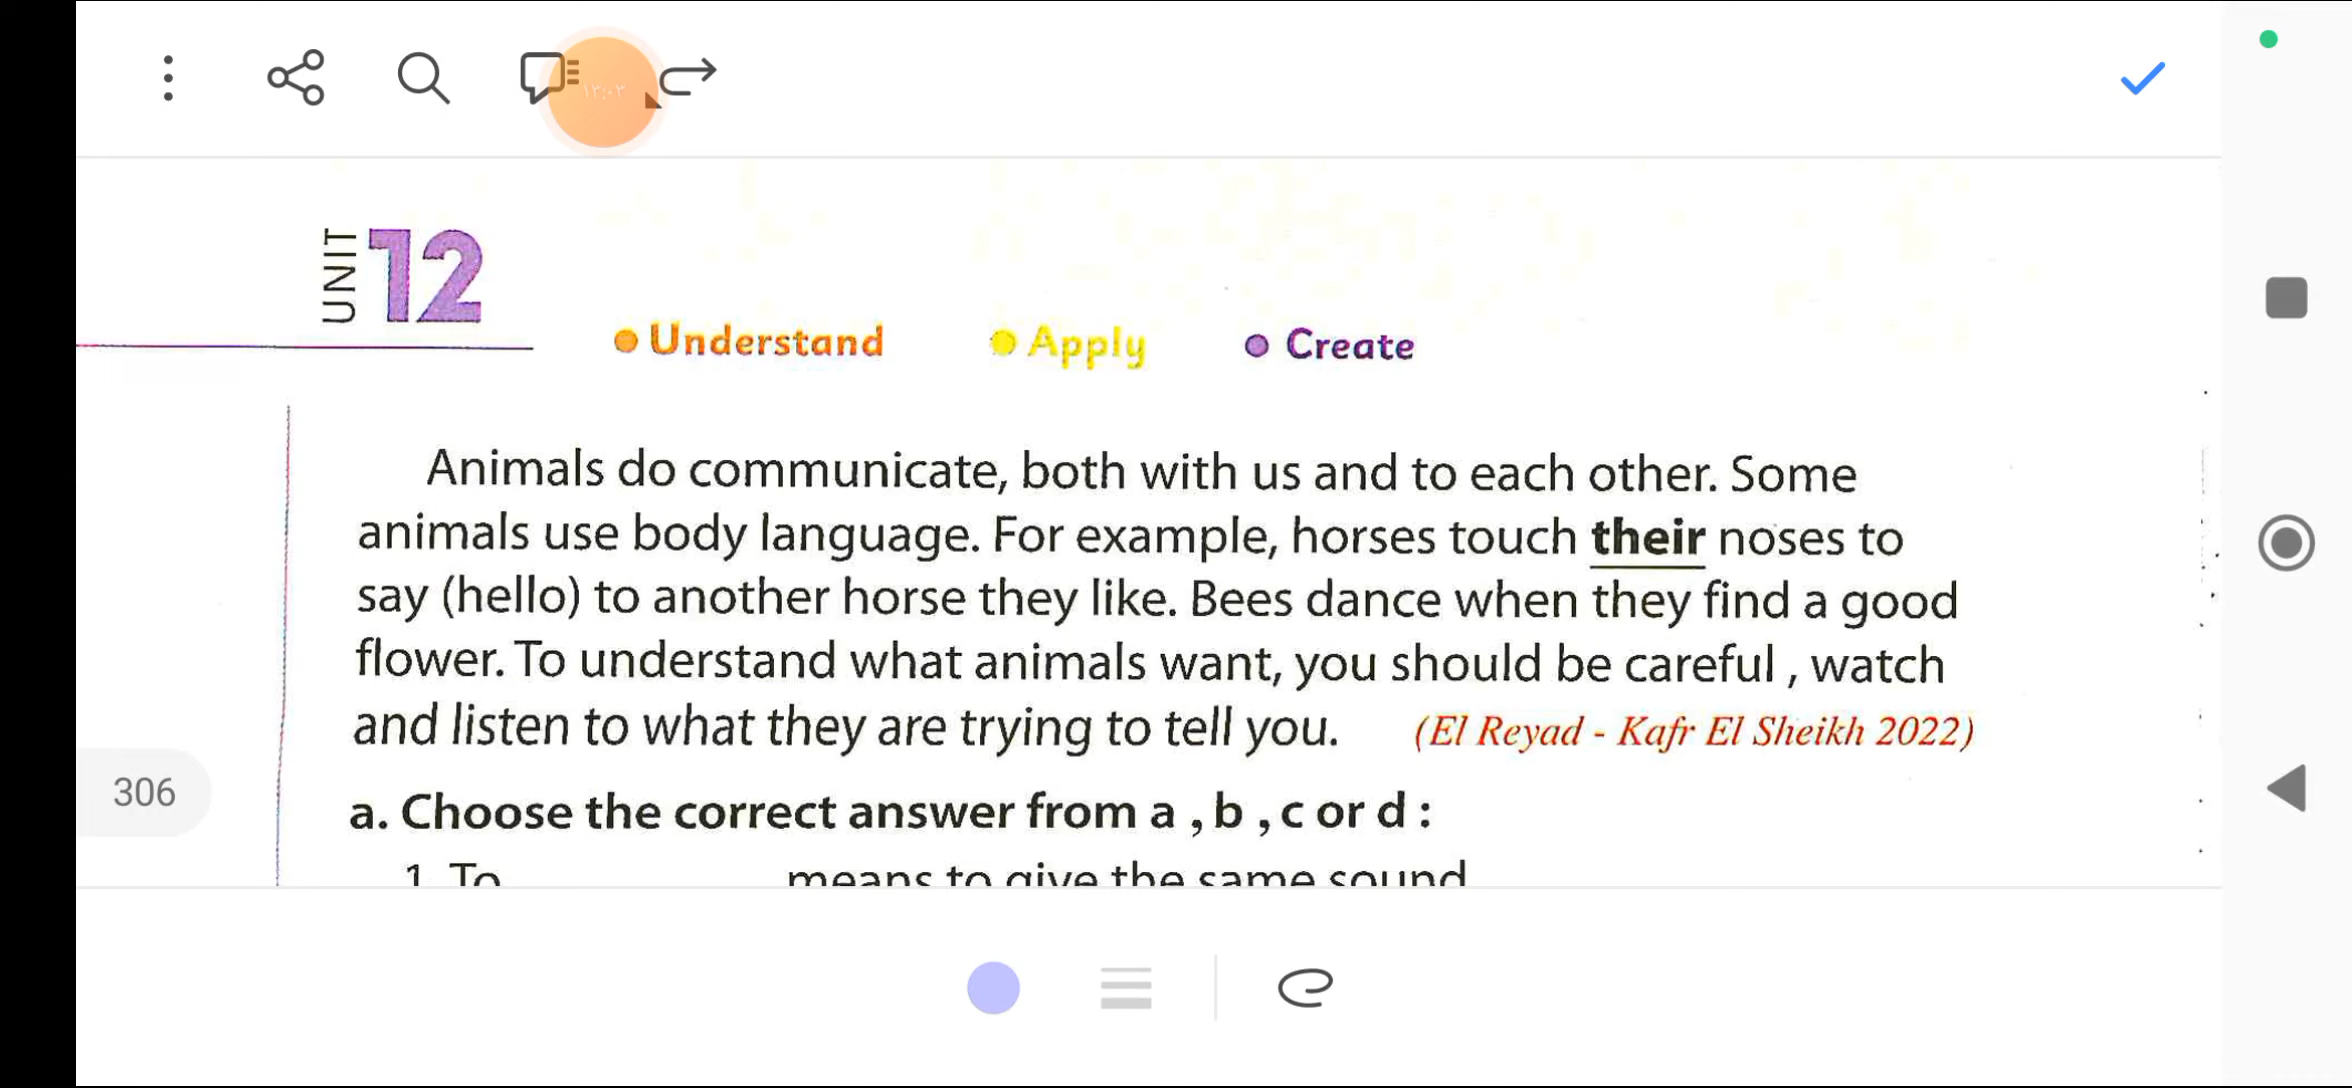 ١٣:٠٣
UNIT 12
Understand Apply Create
Animals do communicate, both with us and to each other. Some
animals use body language. For example, horses touch their noses to
say (hello) to another horse they like. Bees dance when they find a good
flower. To understand what animals want, you should be careful , watch
and listen to what they are trying to tell you. (El Reyad - Kafr El Sheikh 2022)
306
a. Choose the correct answer from a , b , c or d :
1. To means to give the same sound